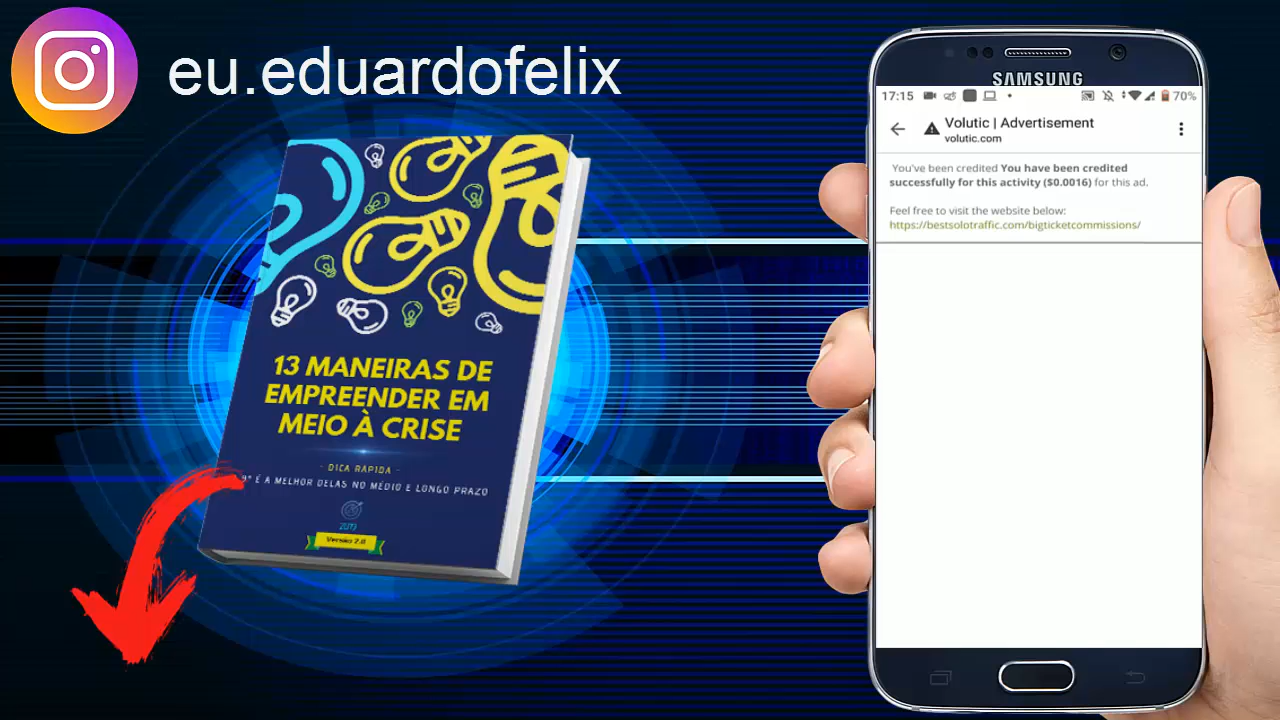 eu.eduardofelix
13 MANEIRAS DE
EMPREENDER EM
MEIO À CRISE
- DICA RÁPIDA -
É A MELHOR DELAS NO MÉDIO E LONGO PRAZO
2019
Versão 2.0
SAMSUNG
17:15 70%
Volutic | Advertisement
volutic.com
You've been credited You have been credited
successfully for this activity ($0.0016) for this ad.
Feel free to visit the website below:
https://bestsolotraffic.com/bigticketcommissions/